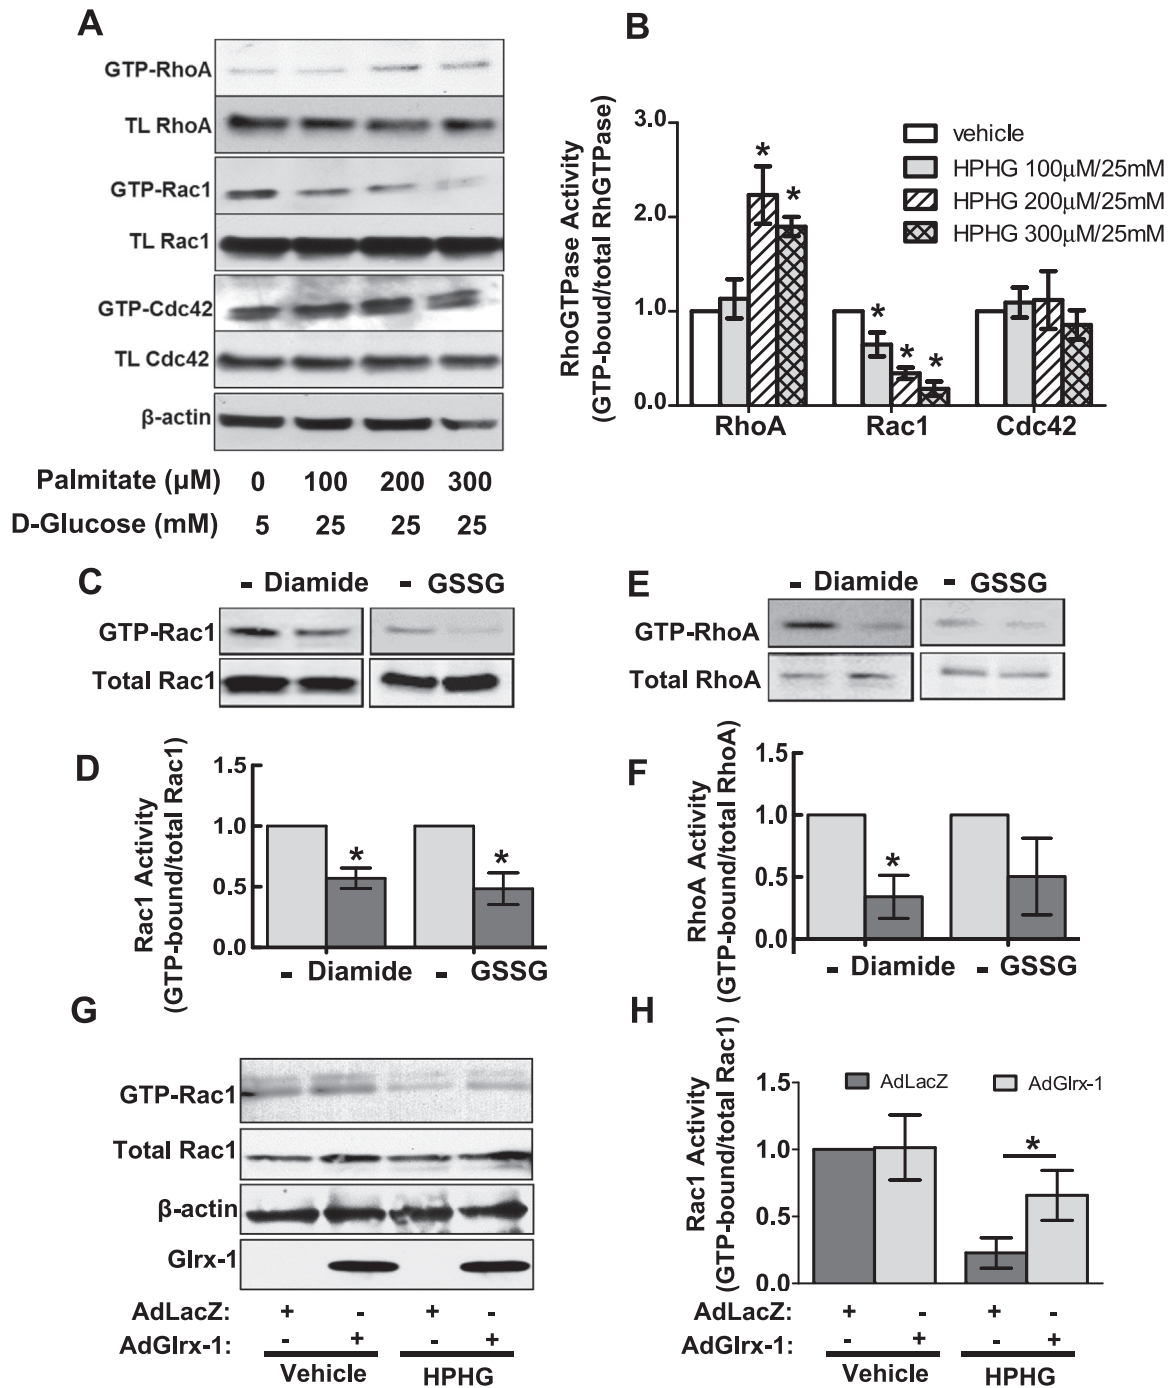 A
GTP-RhoA
TL RhoA
GTP-Rac1
TL Rac1
GTP-Cdc42
TL Cdc42
β-actin
Palmitate (µM) 0 100 200 300
D-Glucose (mM) 5 25 25 25
B
RhoGTPase Activity
(GTP-boud/total RhGTPase)
3.0
2.0
1.0
0.0
vehicle
HPHG 100µM/25mM
HPHG 200µM/25mM
HPHG 300µM/25mM
* * * * *
RhoA Rac1 Cdc42
C
- Diamide - GSSG
GTP-Rac1
Total Rac1
E
- Diamide - GSSG
GTP-RhoA
Total RhoA
D
Rac1 Activity
(GTP-bound/total Rac1)
1.5
1.0
0.5
0.0
* *
- Diamide - GSSG
F
RhoA Activity
(GTP-bound/total RhoA)
1.5
1.0
0.5
0.0
*
- Diamide - GSSG
G
GTP-Rac1
Total Rac1
β-actin
Glrx-1
AdLacZ: + - + -
AdGlrx-1: - + - +
Vehicle HPHG
H
Rac1 Activity
(GTP-bound/total Rac1)
1.5
1.0
0.5
0.0
AdLacZ AdGlrx-1
*
AdLacZ: + - + -
AdGlrx-1: - + - +
Vehicle HPHG